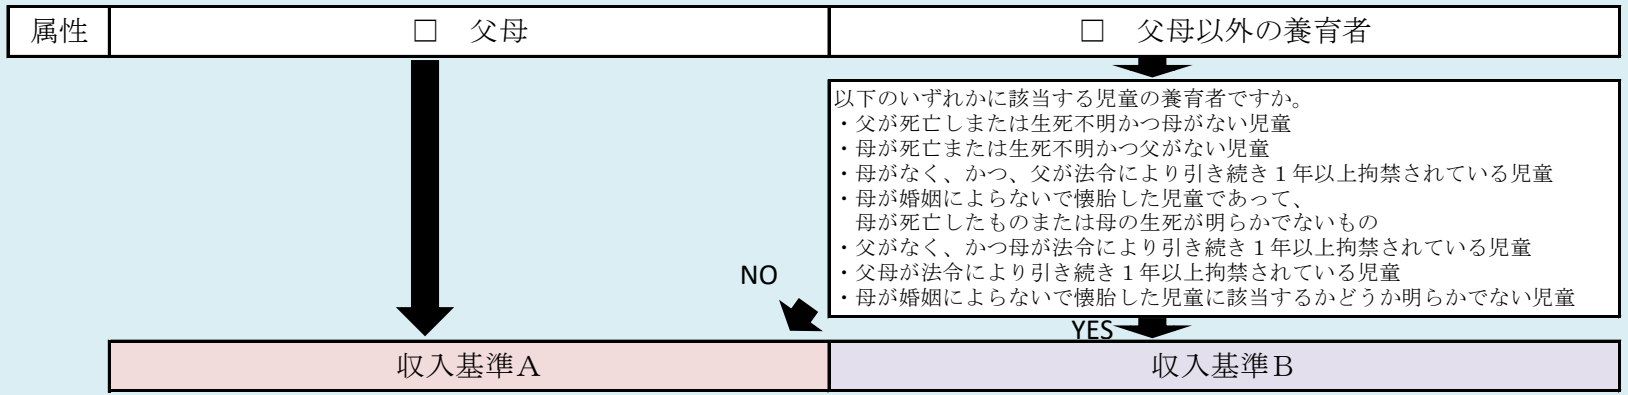 属性
□　父母
□　父母以外の養育者
以下のいずれかに該当する児童の養育者ですか。
・父が死亡しまたは生死不明かつ母がない児童
・母が死亡または生死不明かつ父がない児童
・母がなく、かつ、父が法令により引き続き１年以上拘禁されている児童
・母が婚姻によらないで懐胎した児童であって、
　母が死亡したものまたは母の生死が明らかでないもの
・父がなく、かつ母が法令により引き続き１年以上拘禁されている児童
・父母が法令により引き続き１年以上拘禁されている児童
・母が婚姻によらないで懐胎した児童に該当するかどうか明らかでない児童
NO
YES
収入基準Ａ
収入基準Ｂ